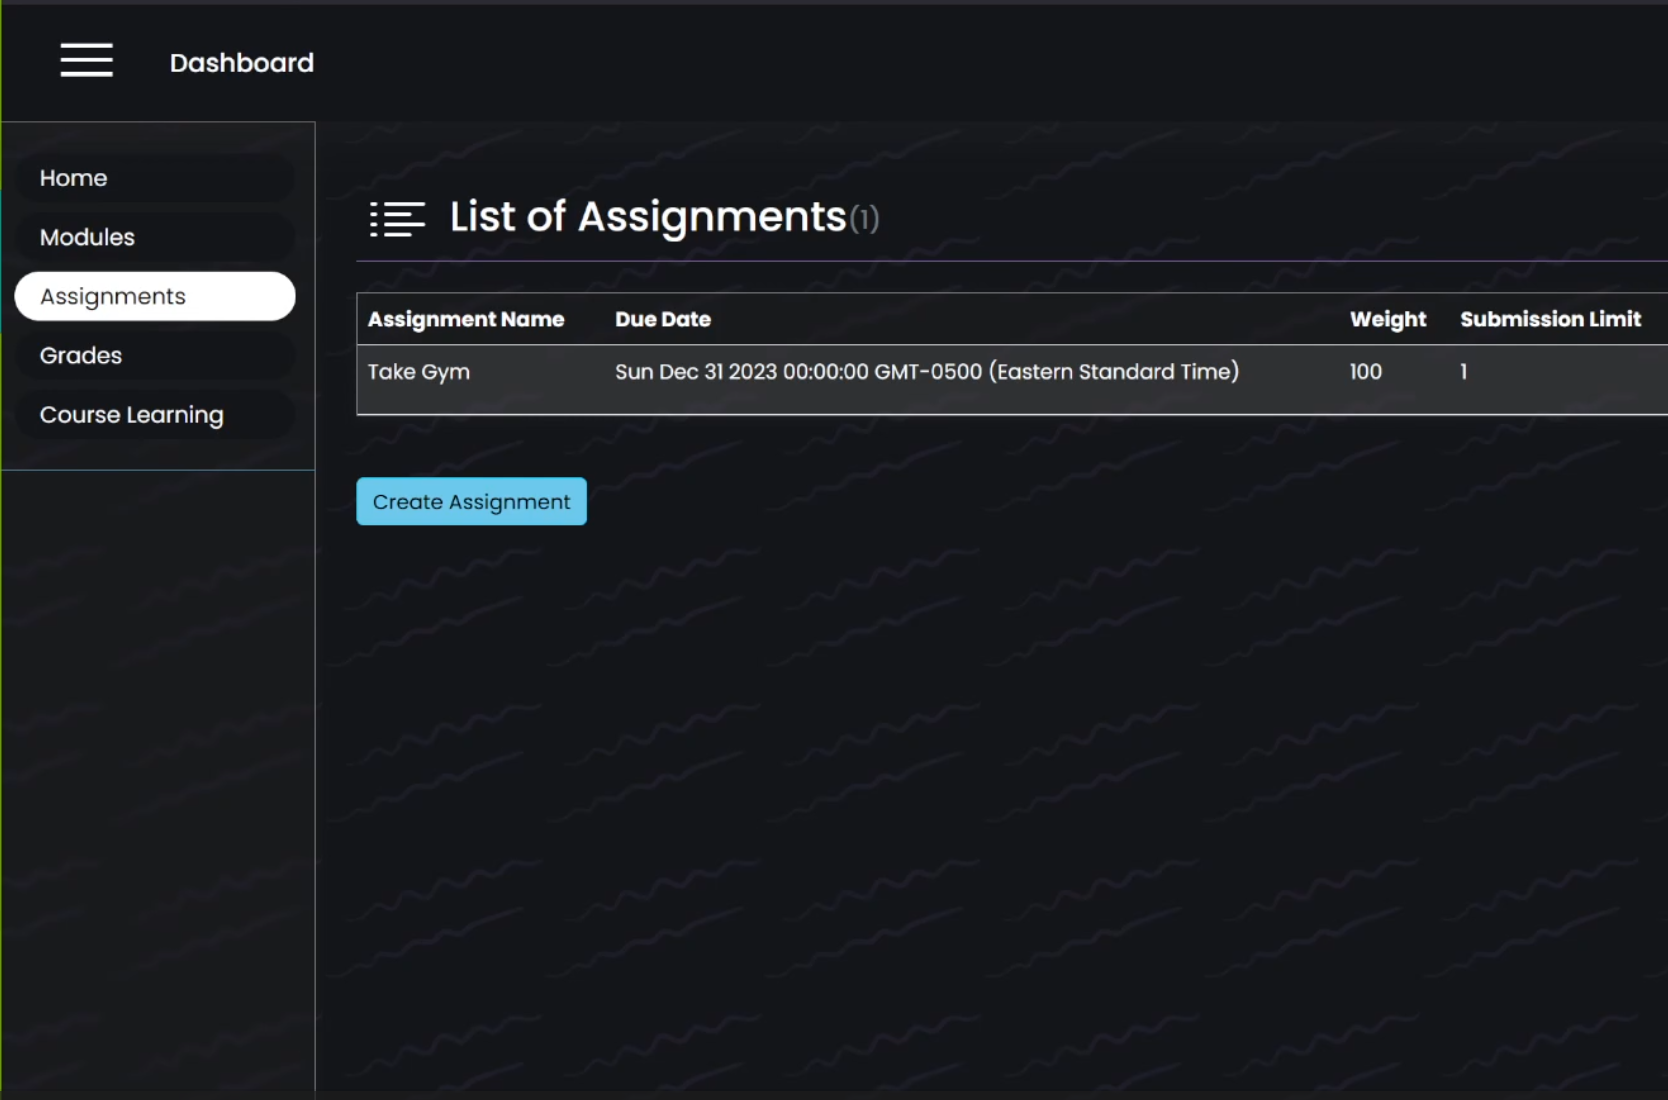 Dashboard
Home
Modules
Assignments
Grades
Course Learning
List of Assignments(1)
Assignment Name Due Date Weight Submission Limit
Take Gym Sun Dec 31 2023 00:00:00 GMT-0500 (Eastern Standard Time) 100 1
Create Assignment